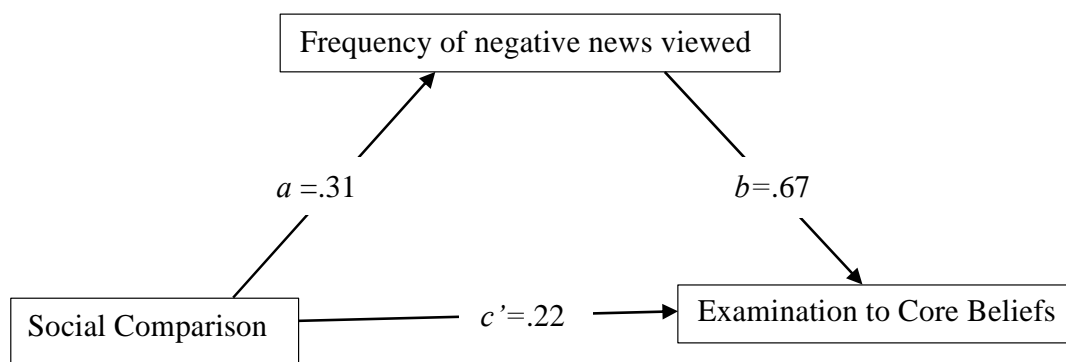 Frequency of negative news viewed
a =.31
b=.67
Social Comparison
c’=.22
Examination to Core Beliefs